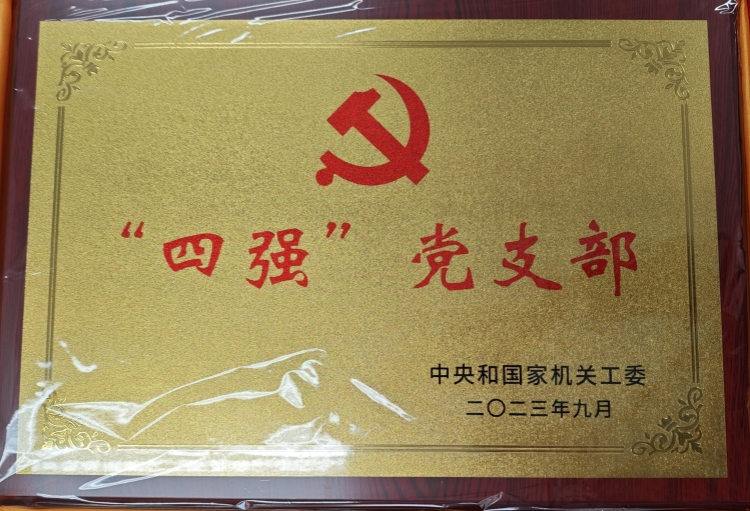 “四强”党支部
中央和国家机关工委
二〇二三年九月